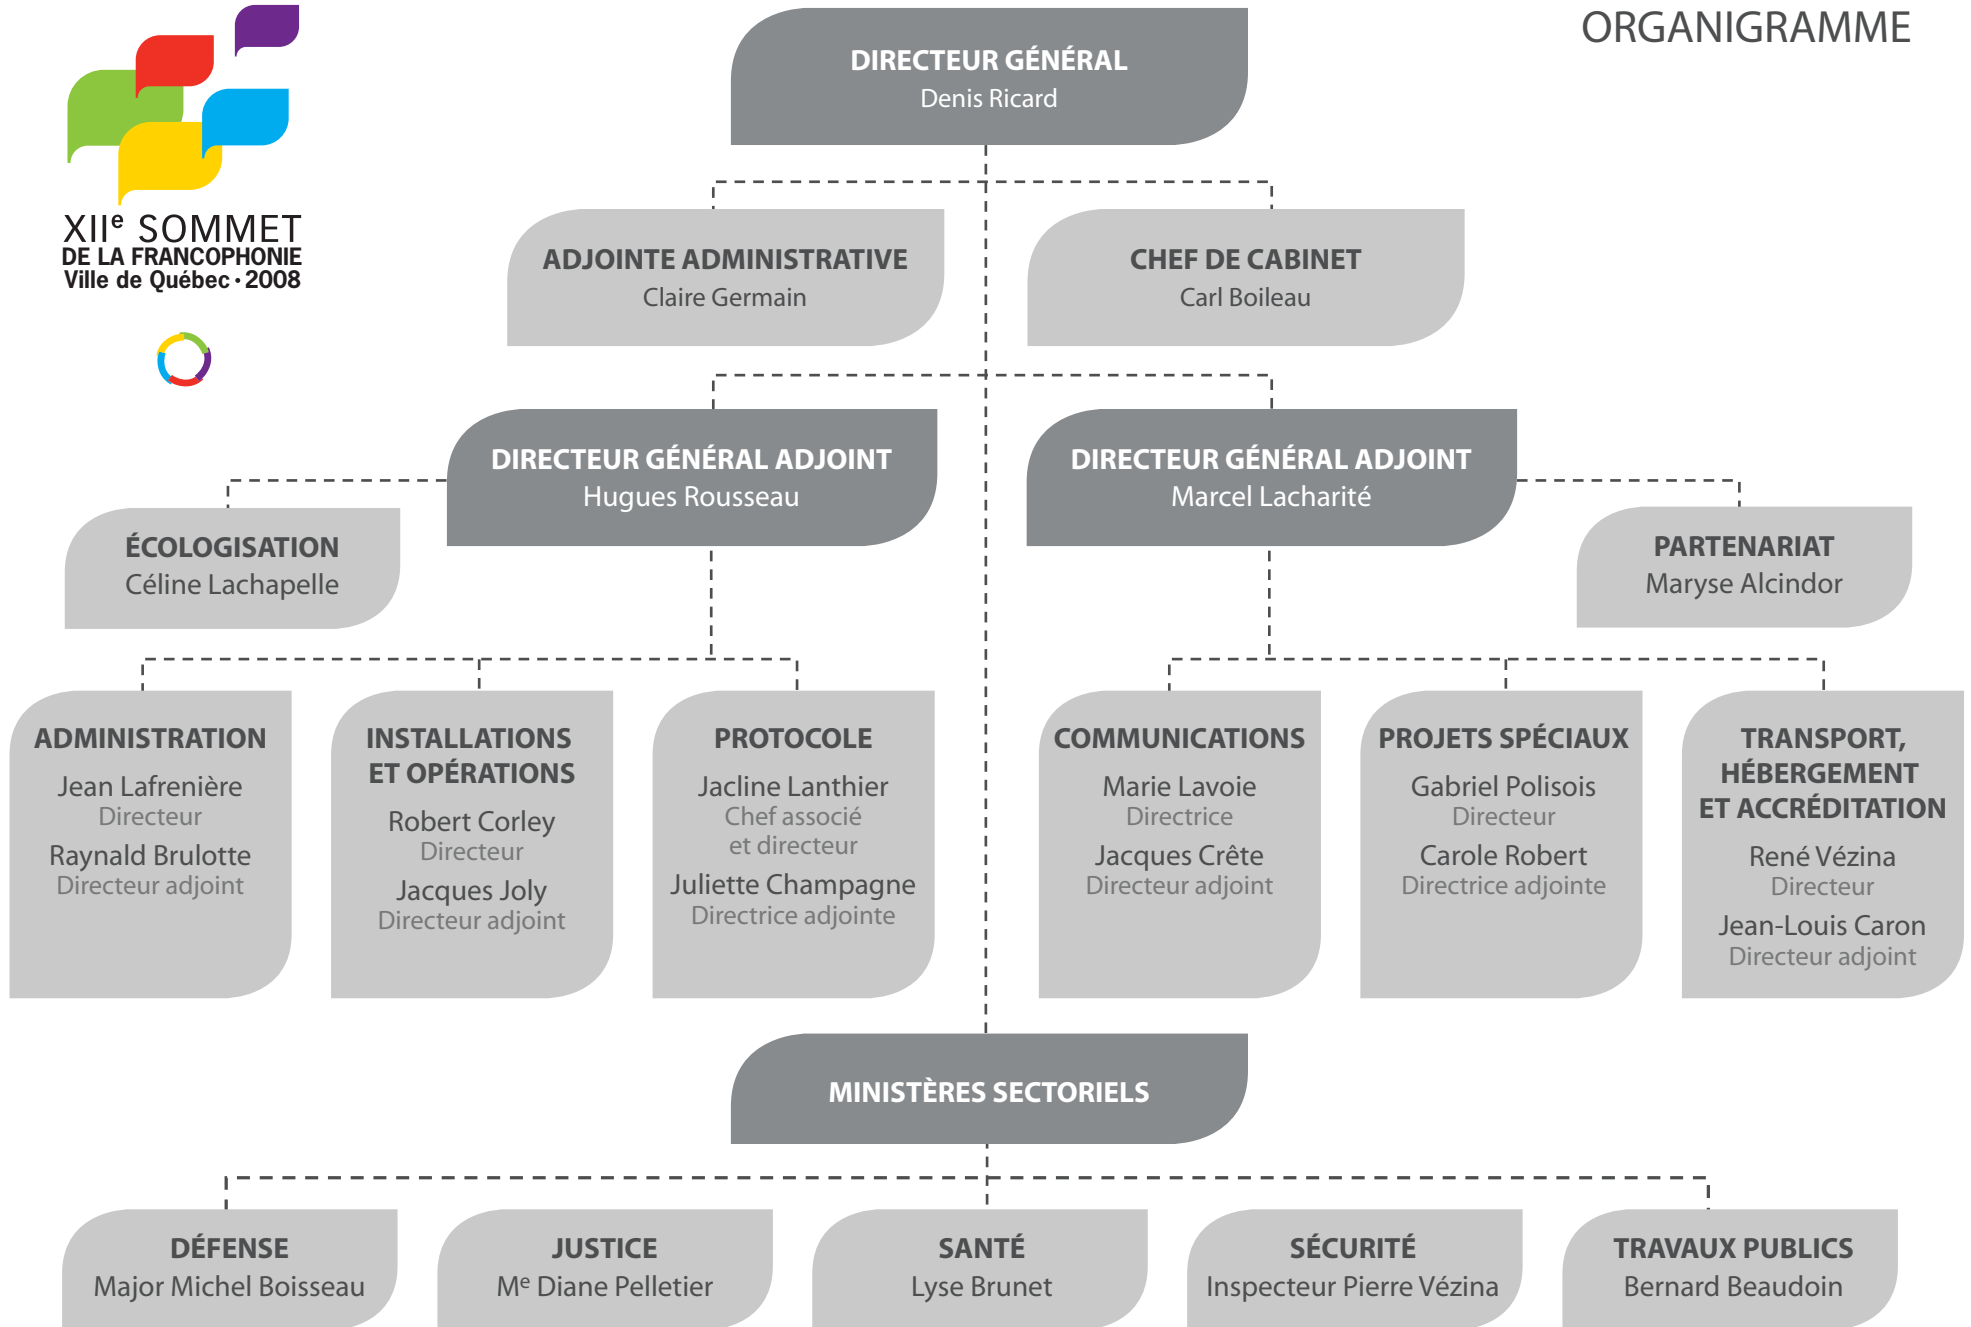 ORGANIGRAMME
XIIe SOMMET
DE LA FRANCOPHONIE
Ville de Québec · 2008
DIRECTEUR GÉNÉRAL
Denis Ricard
ADJOINTE ADMINISTRATIVE
Claire Germain
CHEF DE CABINET
Carl Boileau
DIRECTEUR GÉNÉRAL ADJOINT
Hugues Rousseau
DIRECTEUR GÉNÉRAL ADJOINT
Marcel Lacharité
ÉCOLOGISATION
Céline Lachapelle
PARTENARIAT
Maryse Alcindor
ADMINISTRATION
Jean Lafrenière
Directeur
Raynald Brulotte
Directeur adjoint
INSTALLATIONS
ET OPÉRATIONS
Robert Corley
Directeur
Jacques Joly
Directeur adjoint
PROTOCOLE
Jacline Lanthier
Chef associé
et directeur
Juliette Champagne
Directrice adjointe
COMMUNICATIONS
Marie Lavoie
Directrice
Jacques Crête
Directeur adjoint
PROJETS SPÉCIAUX
Gabriel Polisois
Directeur
Carole Robert
Directrice adjointe
TRANSPORT,
HÉBERGEMENT
ET ACCRÉDITATION
René Vézina
Directeur
Jean-Louis Caron
Directeur adjoint
MINISTÈRES SECTORIELS
DÉFENSE
Major Michel Boisseau
JUSTICE
Me Diane Pelletier
SANTÉ
Lyse Brunet
SÉCURITÉ
Inspecteur Pierre Vézina
TRAVAUX PUBLICS
Bernard Beaudoin